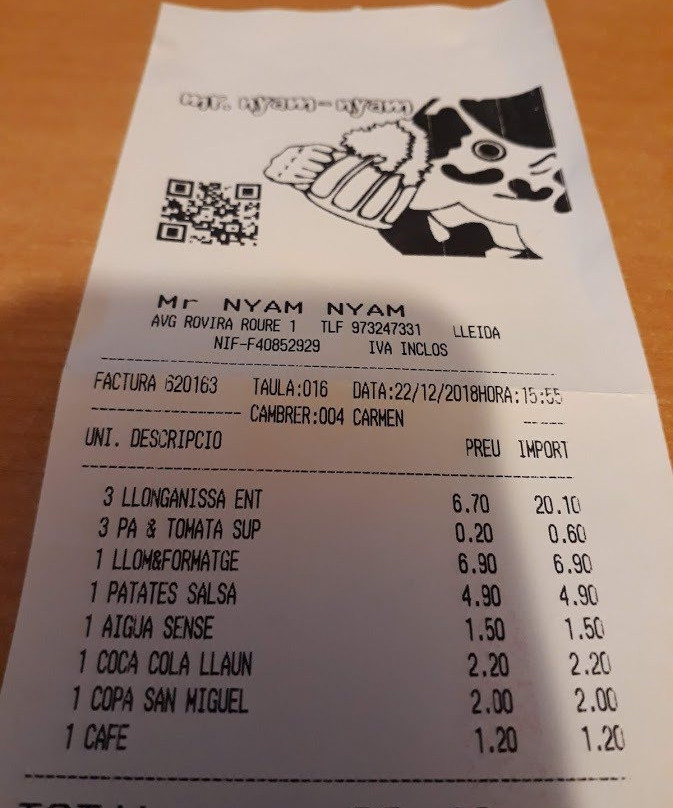 mr. nyam-nyam
Mr NYAM NYAM
AVG ROVIRA ROURE 1 TLF 973247331 LLEIDA
NIF-F40852929 IVA INCLOS
FACTURA 620163 TAULA:016 DATA:22/12/2018HORA:15:55
CAMBRER:004 CARMEN
UNI. DESCRIPCIO PREU IMPORT
3 LLONGANISSA ENT 6.70 20.10
3 PA & TOMATA SUP 0.20 0.60
1 LLOM&FORMATGE 6.90 6.90
1 PATATES SALSA 4.90 4.90
1 AIGUA SENSE 1.50 1.50
1 COCA COLA LLAUN 2.20 2.20
1 COPA SAN MIGUEL 2.00 2.00
1 CAFE 1.20 1.20